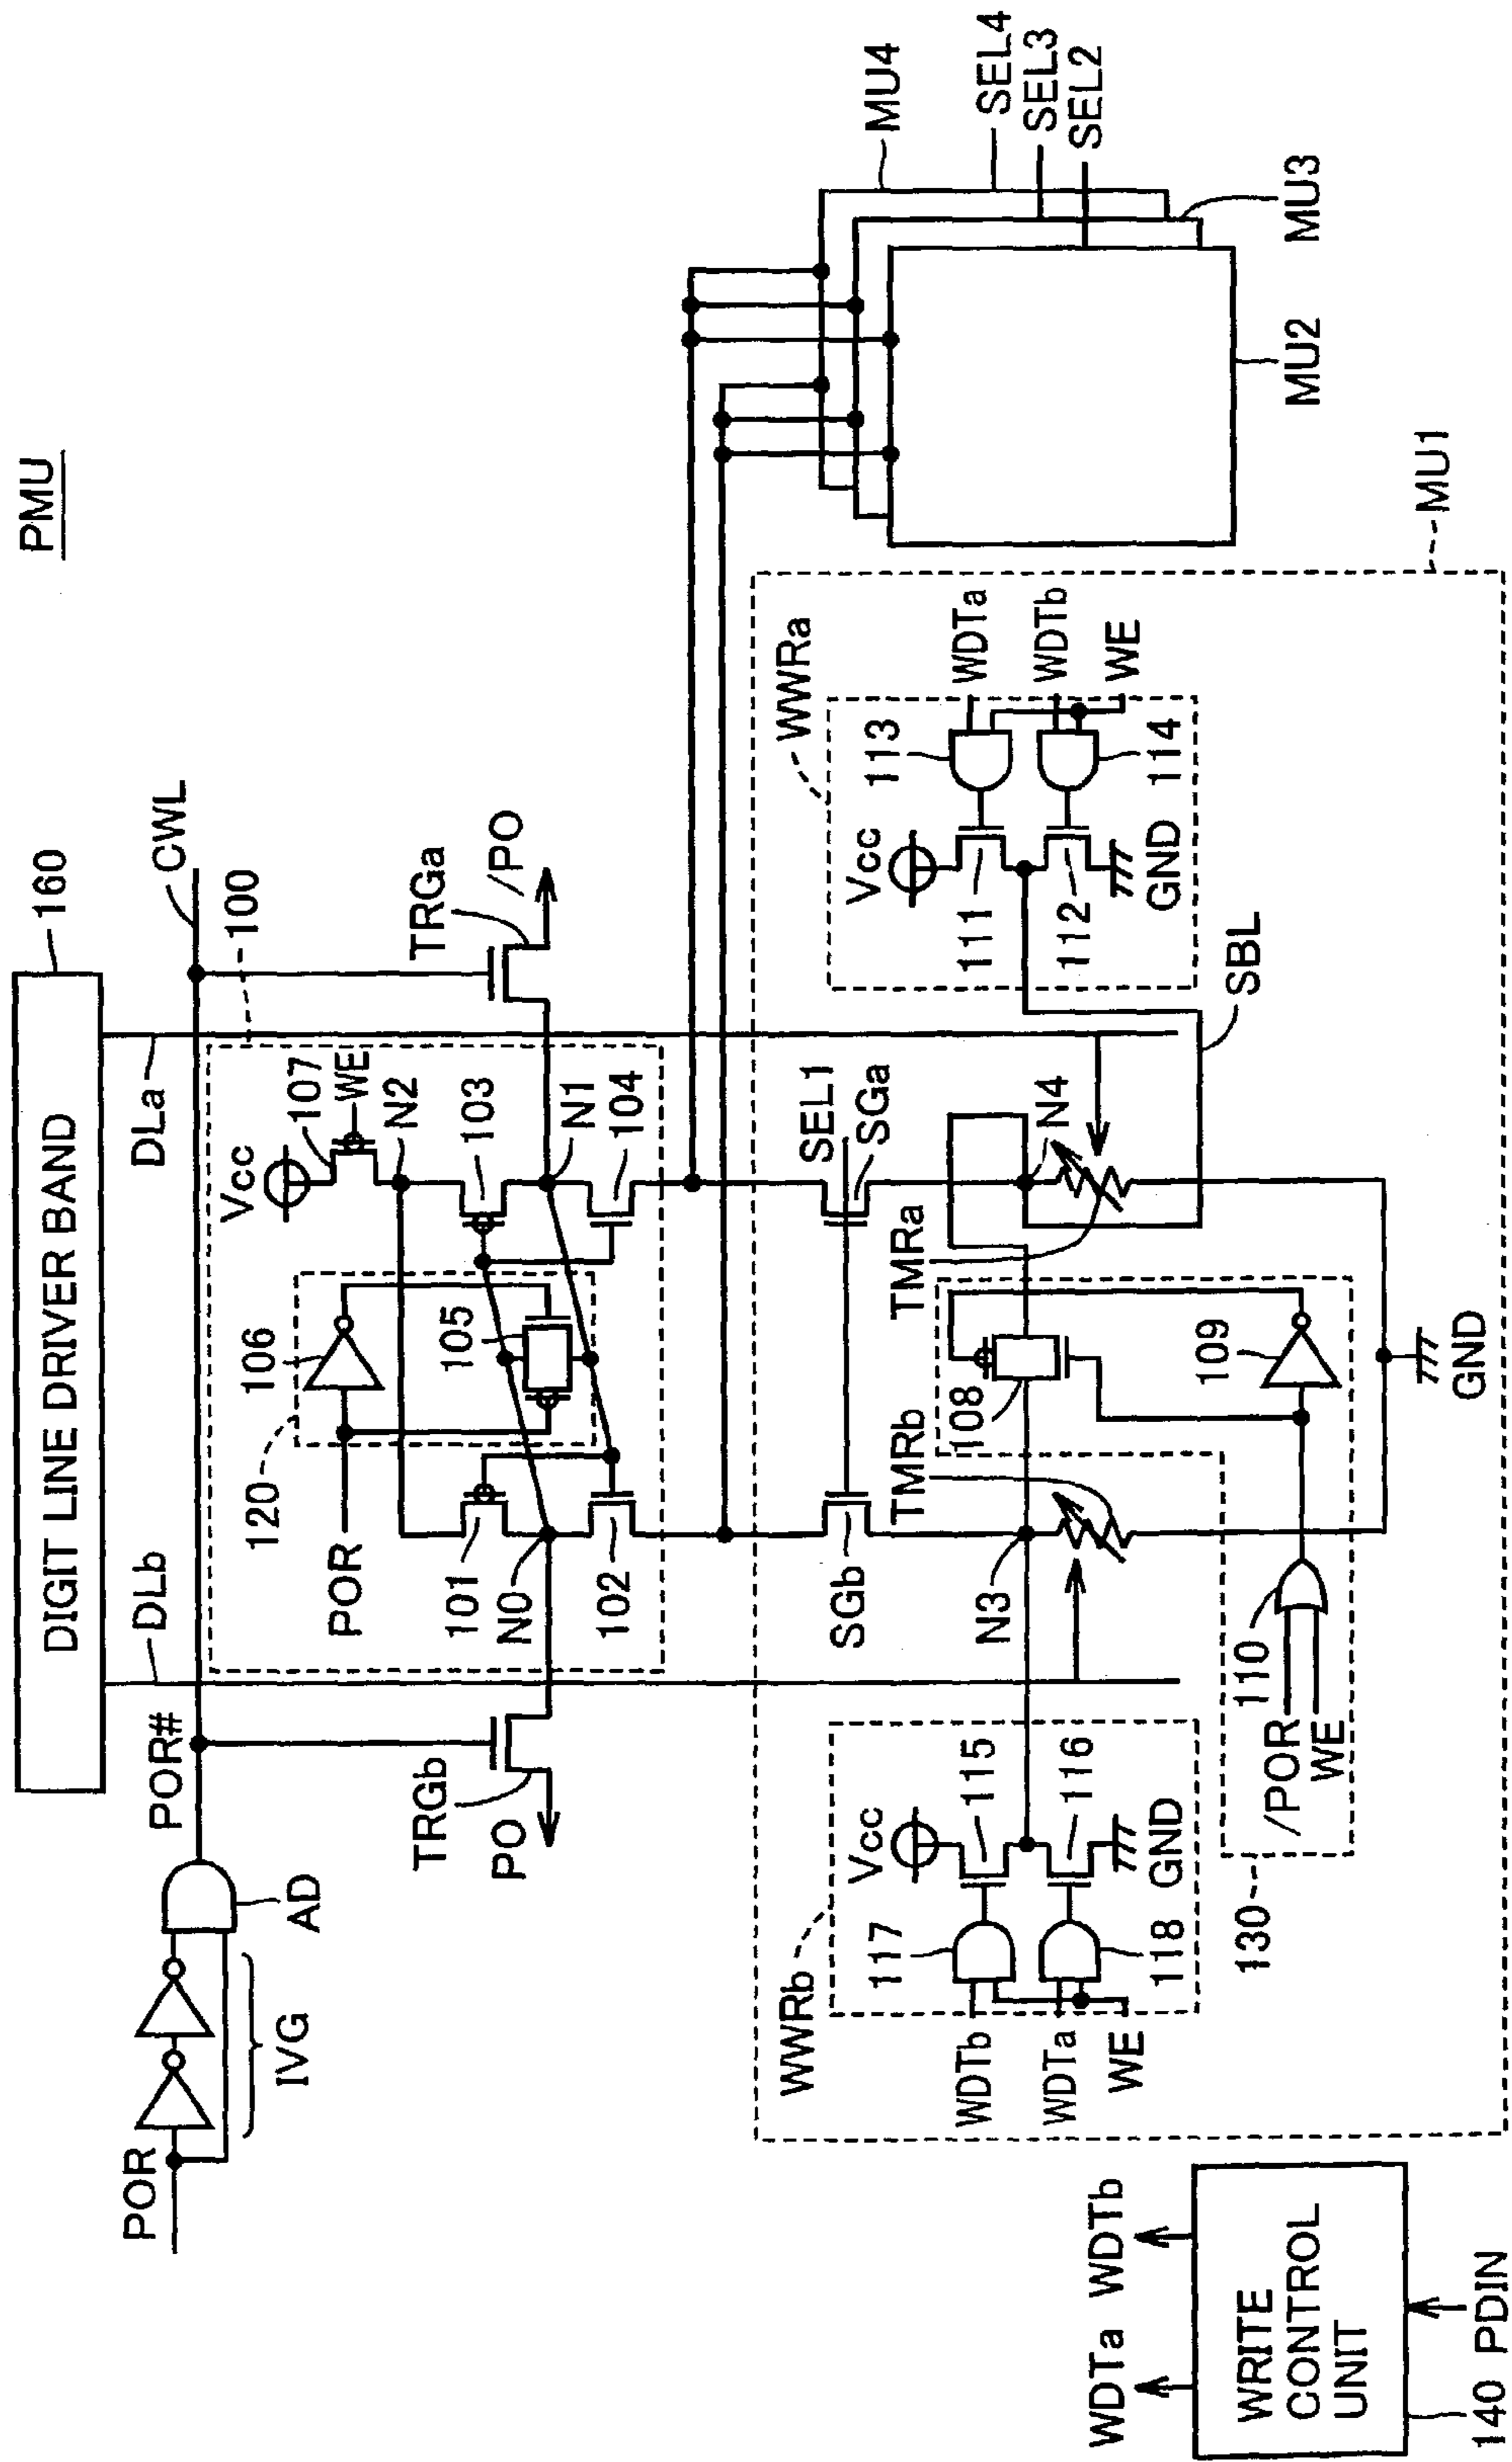 PMU
DIGIT LINE DRIVER BAND
160
POR
IVG
AD
POR#
CWL
DLb
DLa
100
TRGb
PO
TRGa
/PO
120
POR
106
105
Vcc
107
WE
N2
101
N0
102
103
N1
104
MU4
SEL4
SEL3
SEL2
MU3
MU2
MU1
SGb
SEL1
SGa
WWRb
Vcc
117
115
WDTb
WDTa
WE
118
116
GND
N3
TMRb
108
TMRa
N4
WWRa
Vcc
113
WDTa
WDTb
WE
111
112
114
GND
SBL
130
/POR
WE
110
109
GND
WDTa
WDTb
WRITE
CONTROL
UNIT
140
PDIN